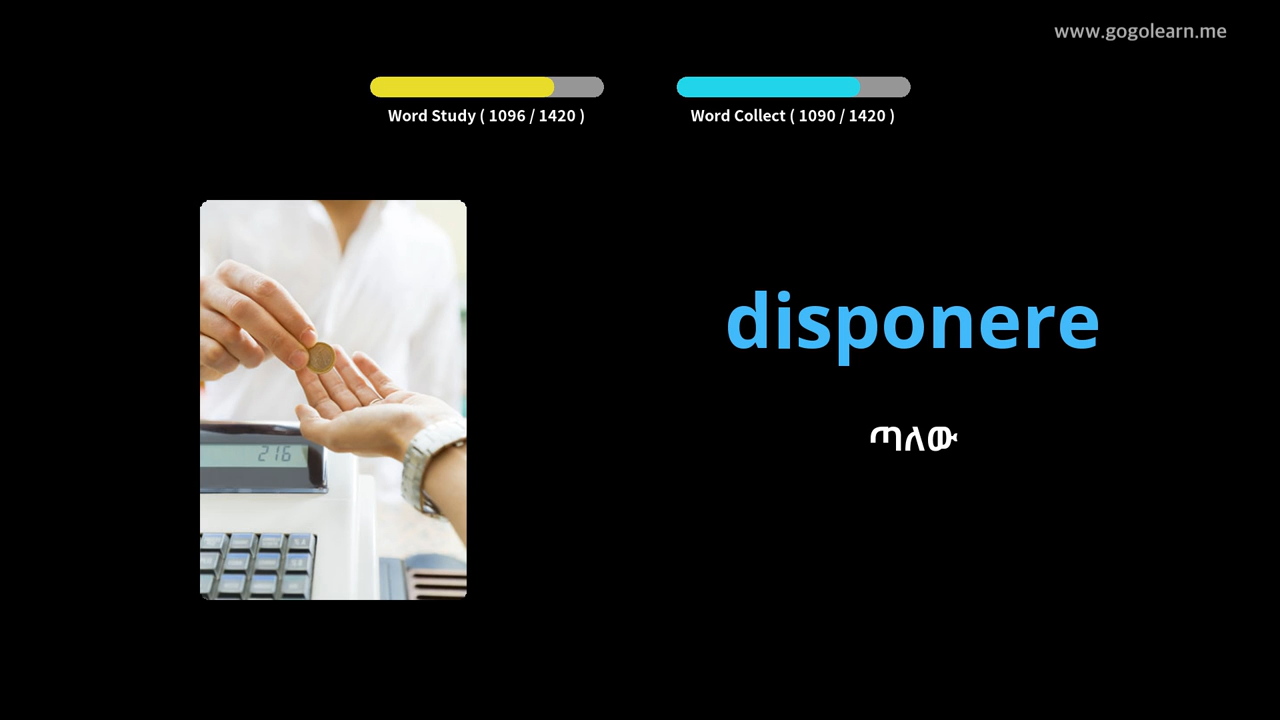 www.gogolearn.me
Word Study ( 1096 / 1420 )
Word Collect ( 1090 / 1420 )
216
disponere
ጣለው